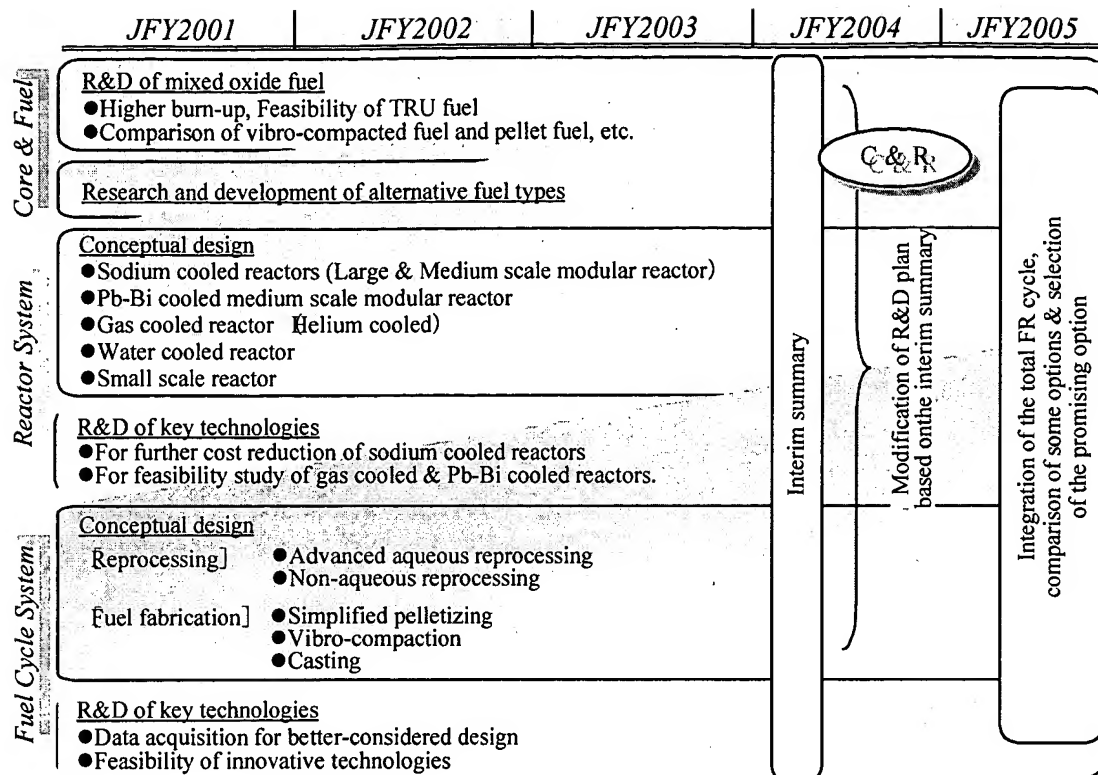 JFY2001 JFY2002 JFY2003 JFY2004 JFY2005
Core & Fuel
R&D of mixed oxide fuel
●Higher burn-up, Feasibility of TRU fuel
●Comparison of vibro-compacted fuel and pellet fuel, etc.
Research and development of alternative fuel types
Reactor System
Conceptual design
●Sodium cooled reactors (Large & Medium scale modular reactor)
●Pb-Bi cooled medium scale modular reactor
●Gas cooled reactor (Helium cooled)
●Water cooled reactor
●Small scale reactor
R&D of key technologies
●For further cost reduction of sodium cooled reactors
●For feasibility study of gas cooled & Pb-Bi cooled reactors.
Fuel Cycle System
Conceptual design
[Reprocessing]
●Advanced aqueous reprocessing
●Non-aqueous reprocessing
[Fuel fabrication]
●Simplified pelletizing
●Vibro-compaction
●Casting
R&D of key technologies
●Data acquisition for better-considered design
●Feasibility of innovative technologies
Interim summary
C & R
Modification of R&D plan
based onthe interim summary
Integration of the total FR cycle,
comparison of some options & selection
of the promising option